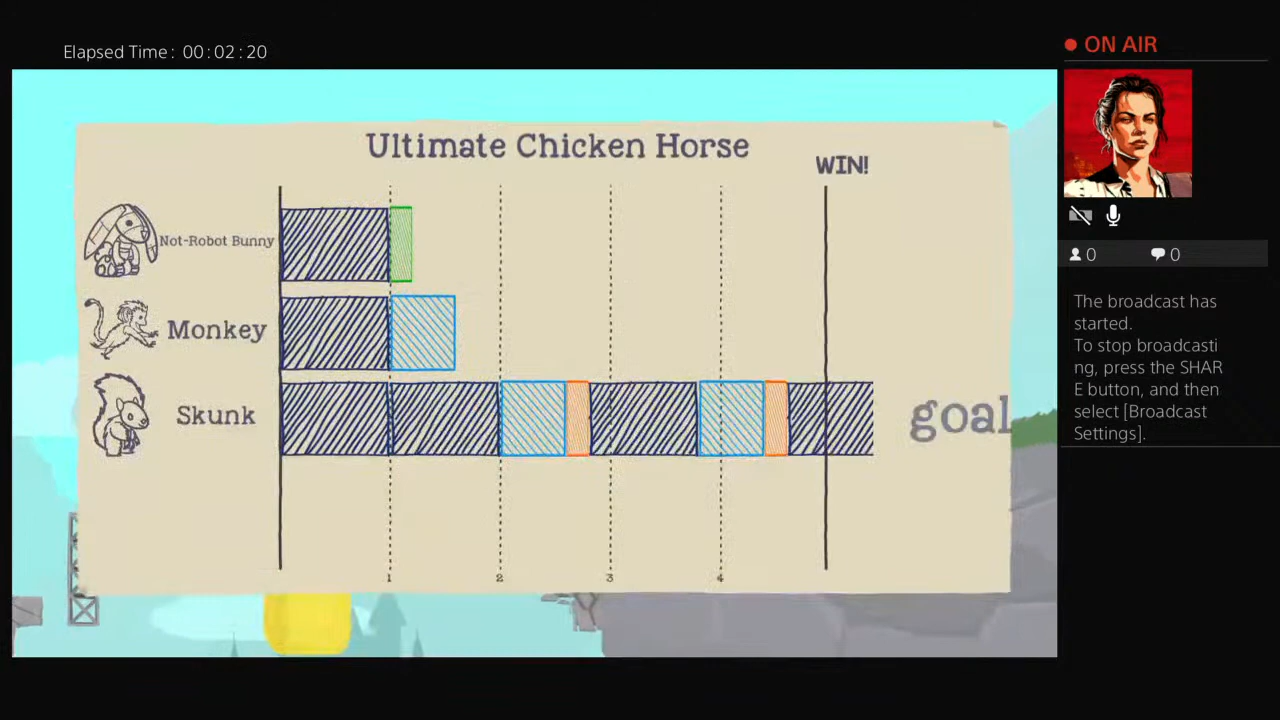 Elapsed Time: 00:02:20
ON AIR
Ultimate Chicken Horse
WIN!
Not-Robot Bunny
Monkey
Skunk
goal
1 2 3 4
0 0
The broadcast has
started.
To stop broadcasti
ng, press the SHAR
E button, and then
select [Broadcast
Settings].